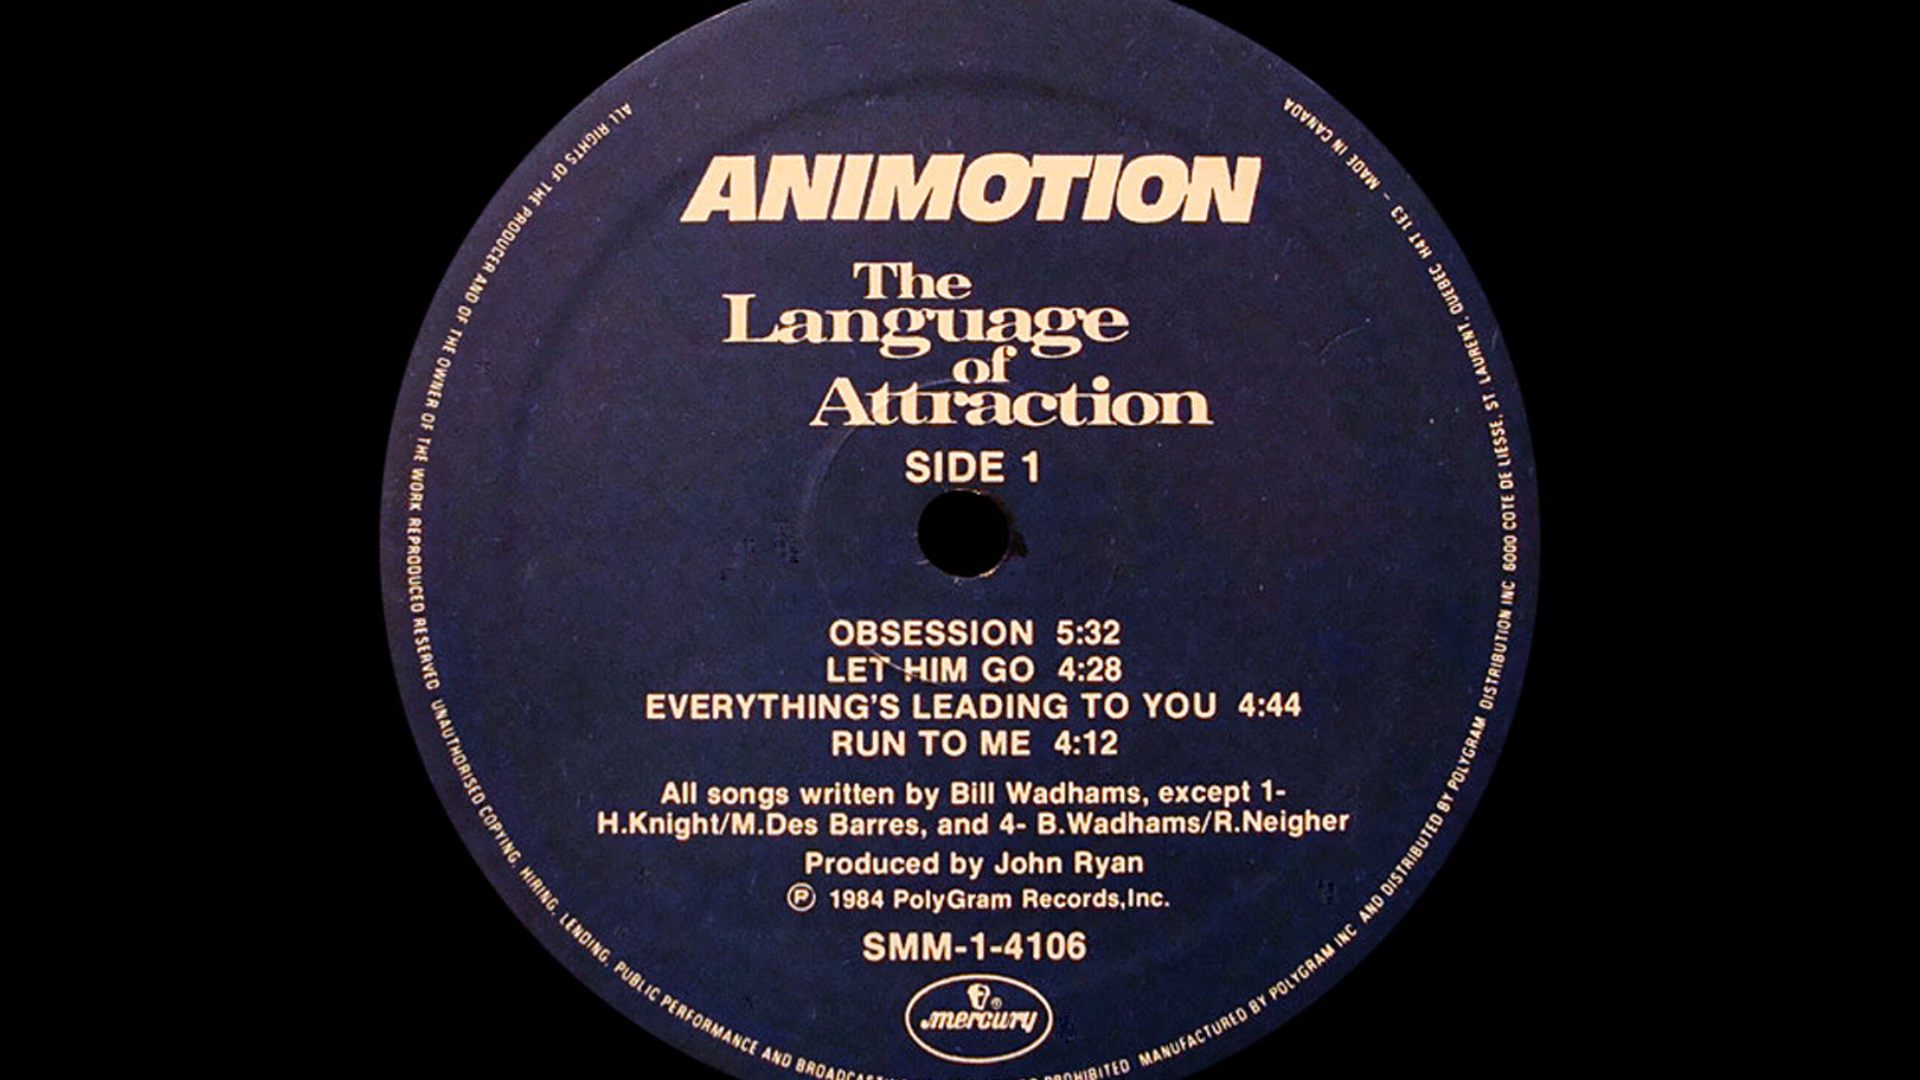 ANIMOTION
The
Language
of
Attraction
SIDE 1
OBSESSION 5:32
LET HIM GO 4:28
EVERYTHING'S LEADING TO YOU 4:44
RUN TO ME 4:12
All songs written by Bill Wadhams, except 1-
H.Knight/M.Des Barres, and 4- B.Wadhams/R.Neigher
Produced by John Ryan
Ⓟ 1984 PolyGram Records,Inc.
SMM-1-4106
mercury ®
ALL RIGHTS OF THE PRODUCER AND OF THE OWNER OF THE WORK REPRODUCED RESERVED UNAUTHORISED COPYING, HIRING, LENDING, PUBLIC PERFORMANCE AND PROHIBITED MANUFACTURED BY POLYGRAM INC AND DISTRIBUTED BY POLYGRAM DISTRIBUTION INC 6000 COTE DE LIESSE, ST LAURENT, QUEBEC H4T 1E3 - MADE IN CANADA